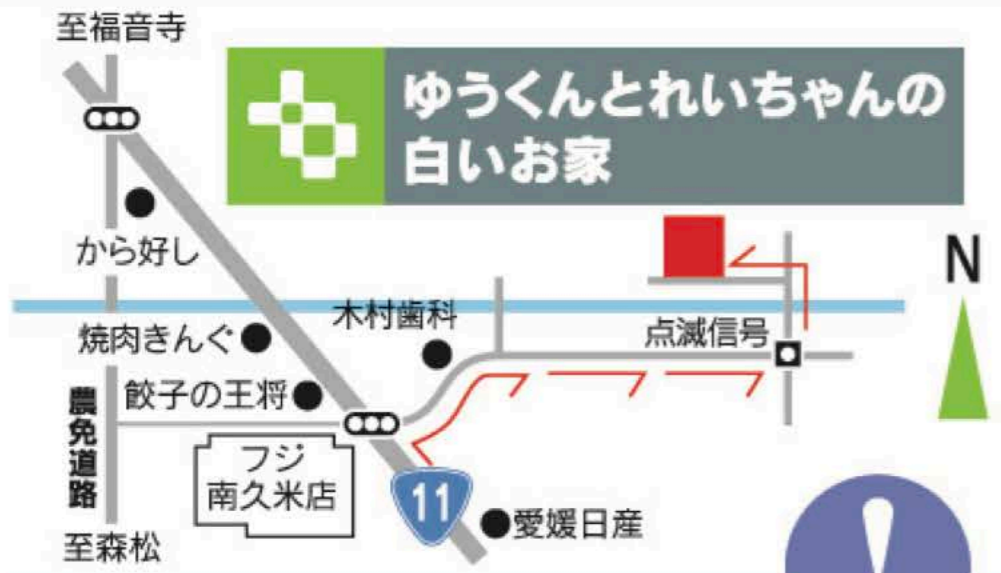 至福音寺
ゆうくんとれいちゃんの
白いお家
から好し
N
木村歯科
焼肉きんぐ
点滅信号
餃子の王将
農免道路
フジ
南久米店
11
愛媛日産
至森松